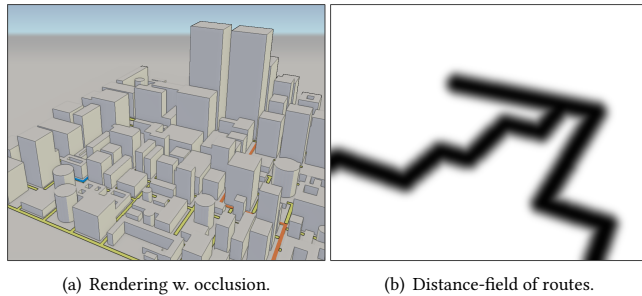 (a) Rendering w. occlusion.
(b) Distance-field of routes.